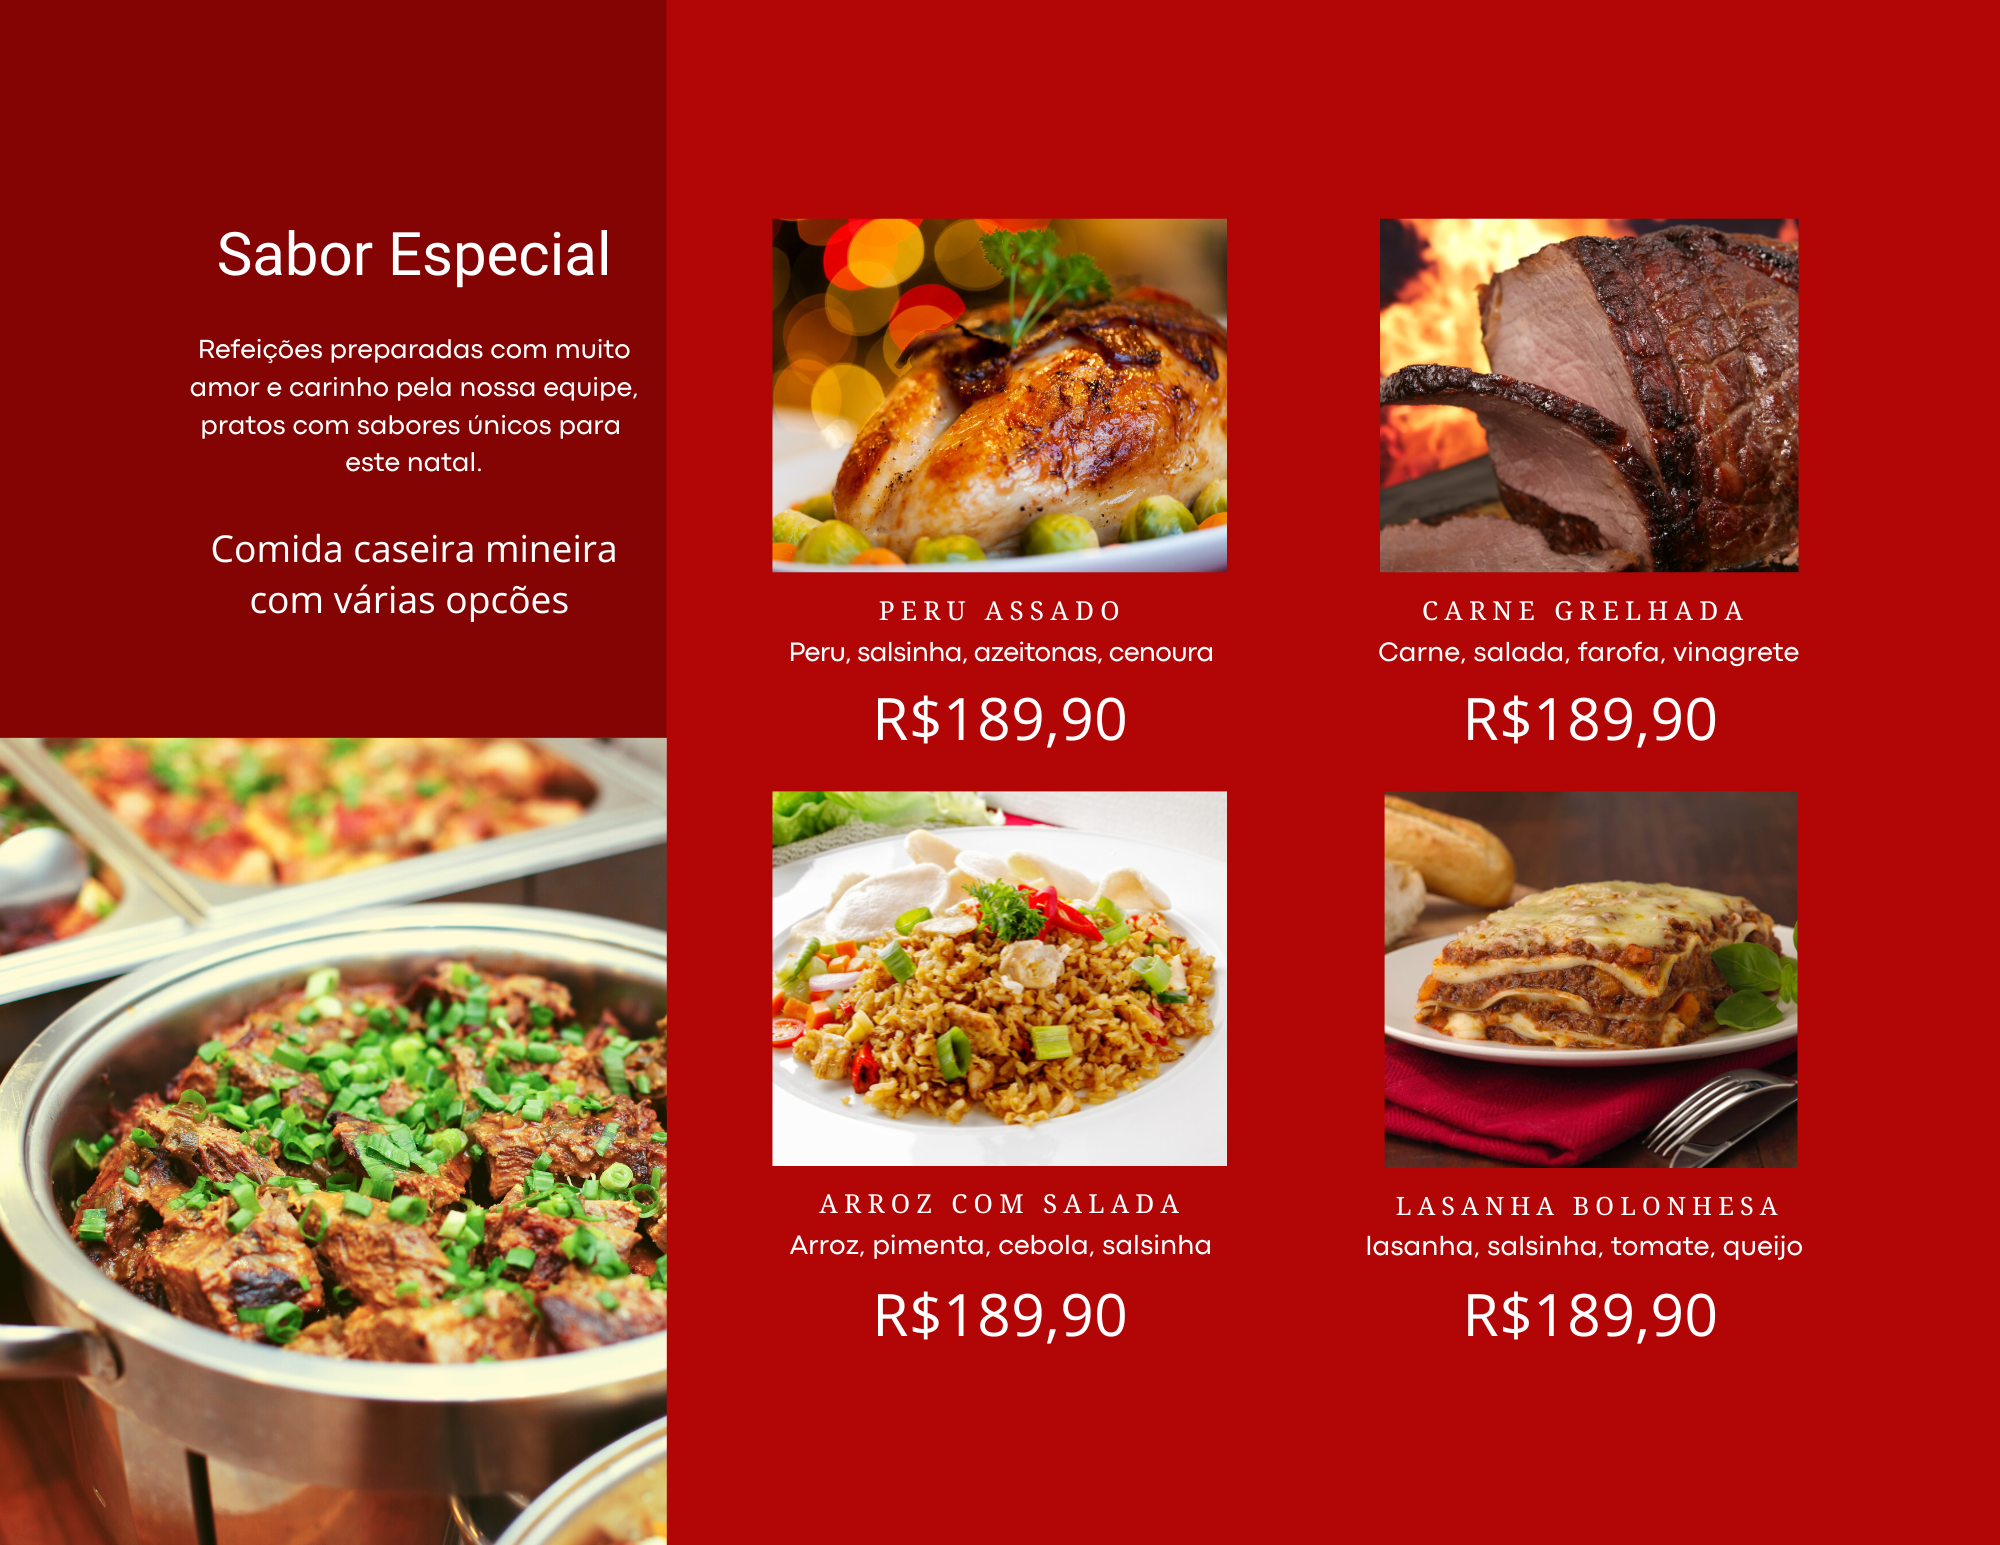 Sabor Especial
Refeições preparadas com muito
amor e carinho pela nossa equipe,
pratos com sabores únicos para
este natal.
Comida caseira mineira
com várias opcões
PERU ASSADO
Peru, salsinha, azeitonas, cenoura
R$189,90
CARNE GRELHADA
Carne, salada, farofa, vinagrete
R$189,90
ARROZ COM SALADA
Arroz, pimenta, cebola, salsinha
R$189,90
LASANHA BOLONHESA
lasanha, salsinha, tomate, queijo
R$189,90